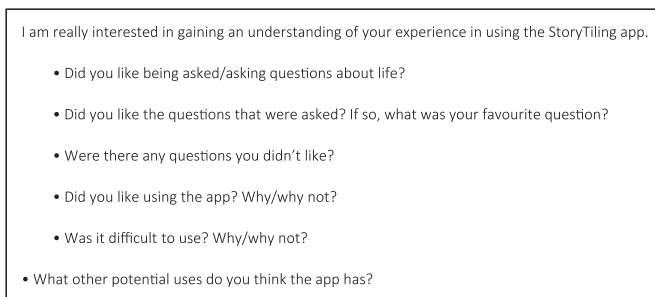 I am really interested in gaining an understanding of your experience in using the StoryTiling app.
• Did you like being asked/asking questions about life?
• Did you like the questions that were asked? If so, what was your favourite question?
• Were there any questions you didn’t like?
• Did you like using the app? Why/why not?
• Was it difficult to use? Why/why not?
• What other potential uses do you think the app has?